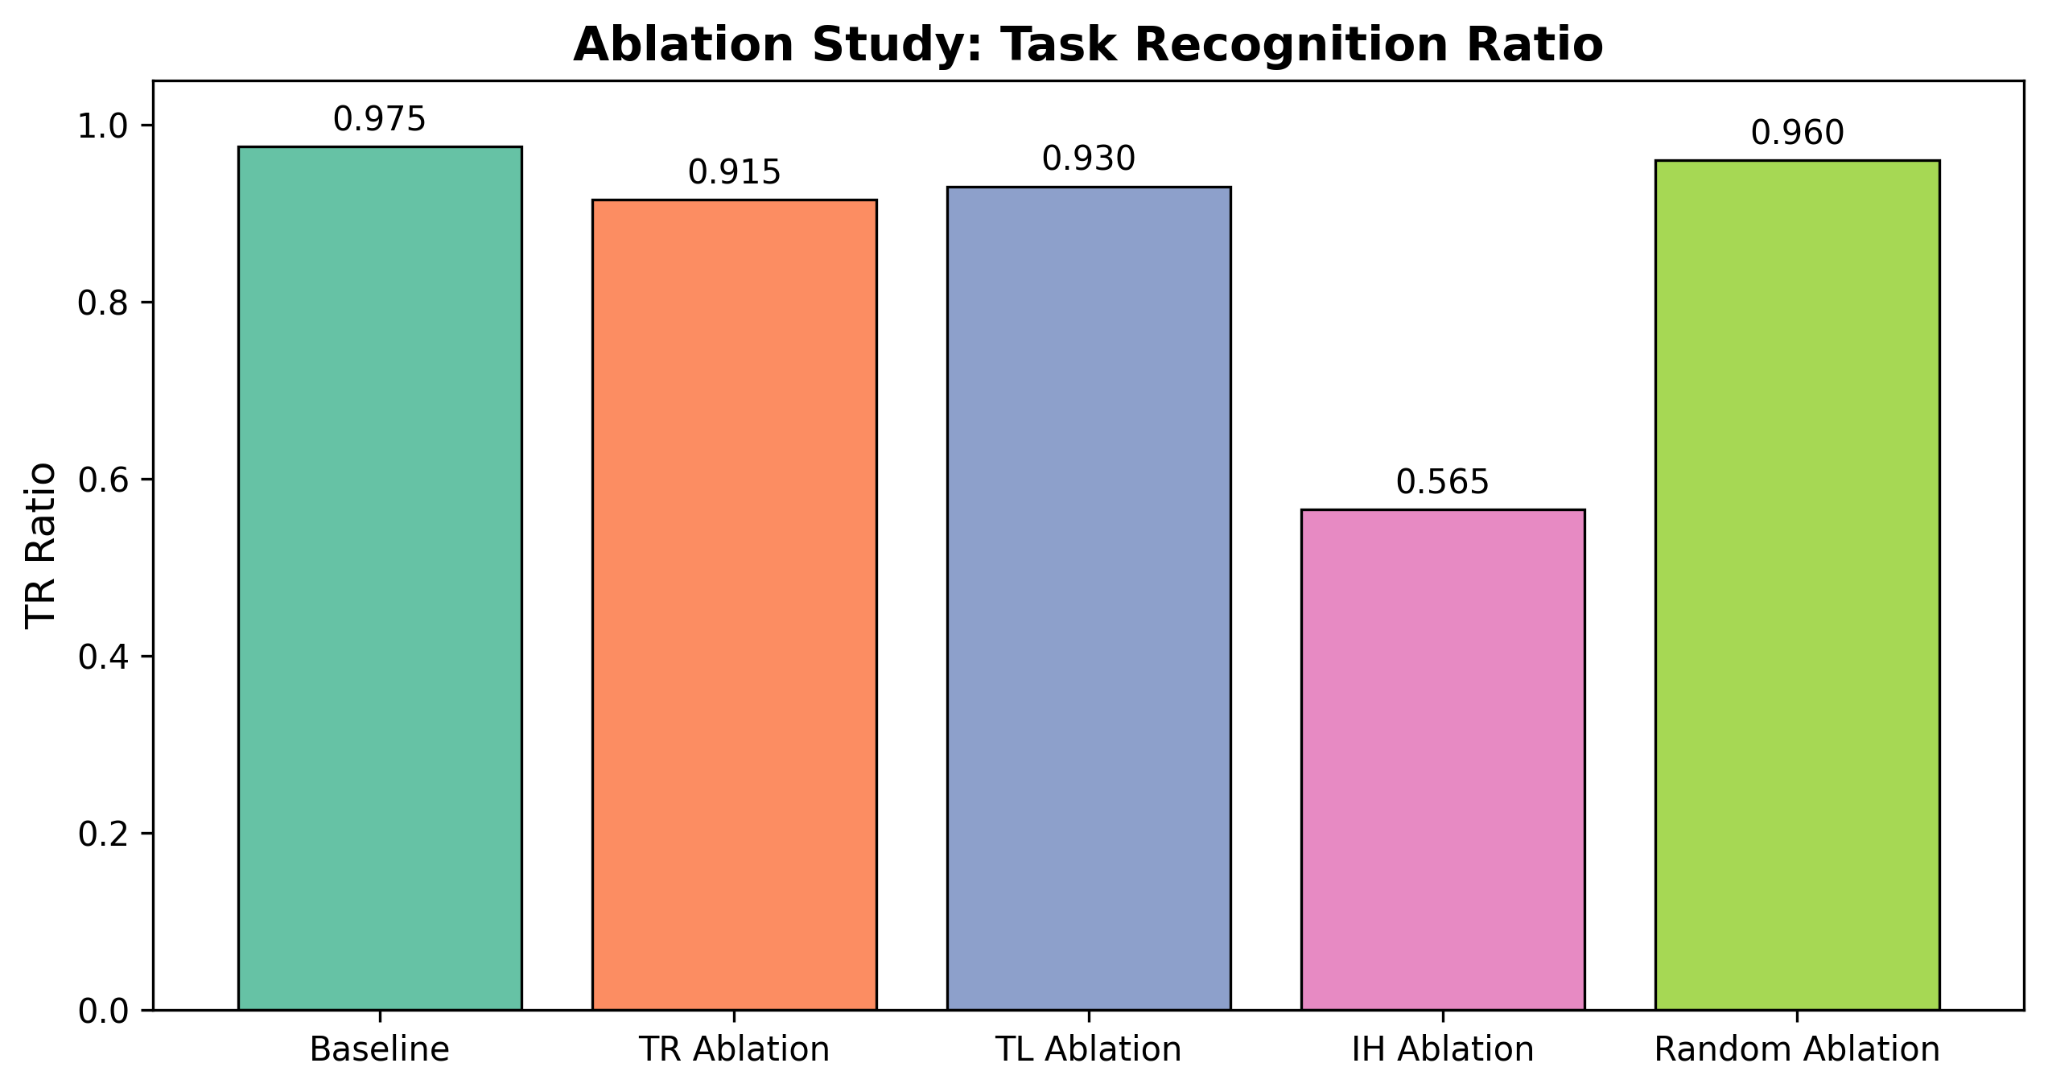 Ablation Study: Task Recognition Ratio
TR Ratio
1.0
0.8
0.6
0.4
0.2
0.0
0.975
0.915
0.930
0.565
0.960
Baseline
TR Ablation
TL Ablation
IH Ablation
Random Ablation